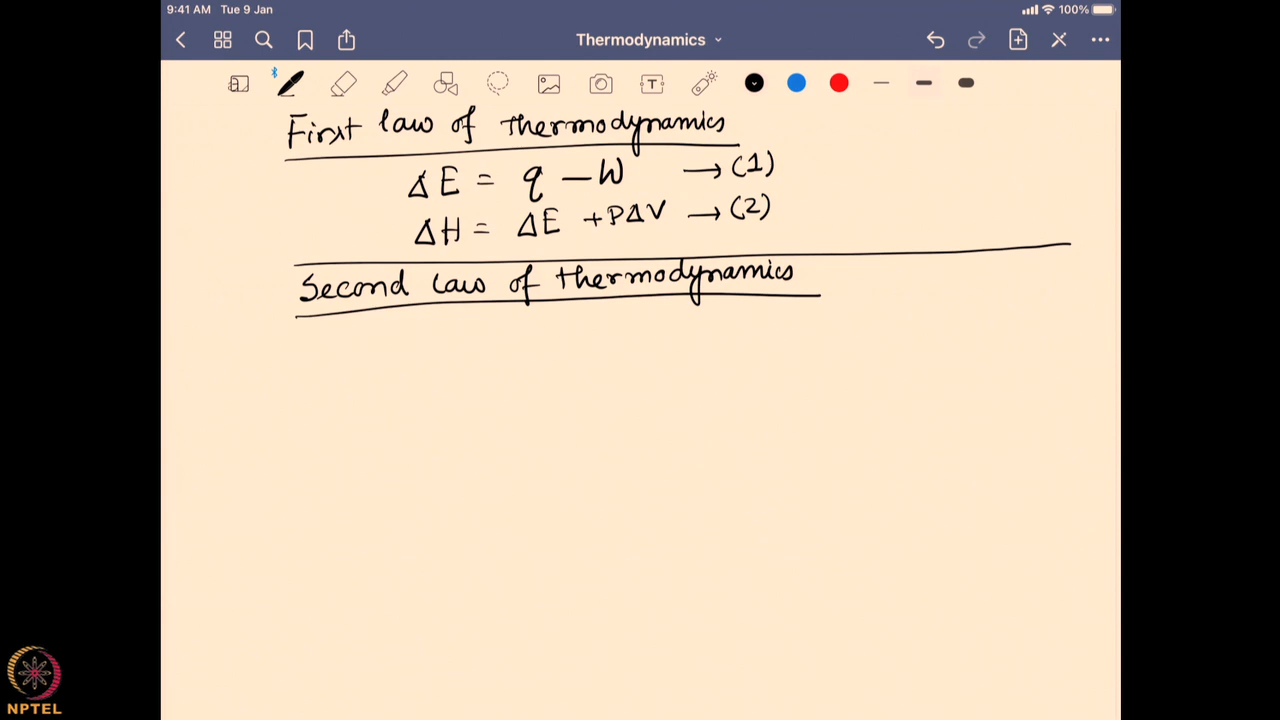 9:41 AM Tue 9 Jan 100%
Thermodynamics
T
First law of Thermodynamics
ΔE = q − W → (1)
ΔH = ΔE + PΔV → (2)
Second law of thermodynamics
NPTEL